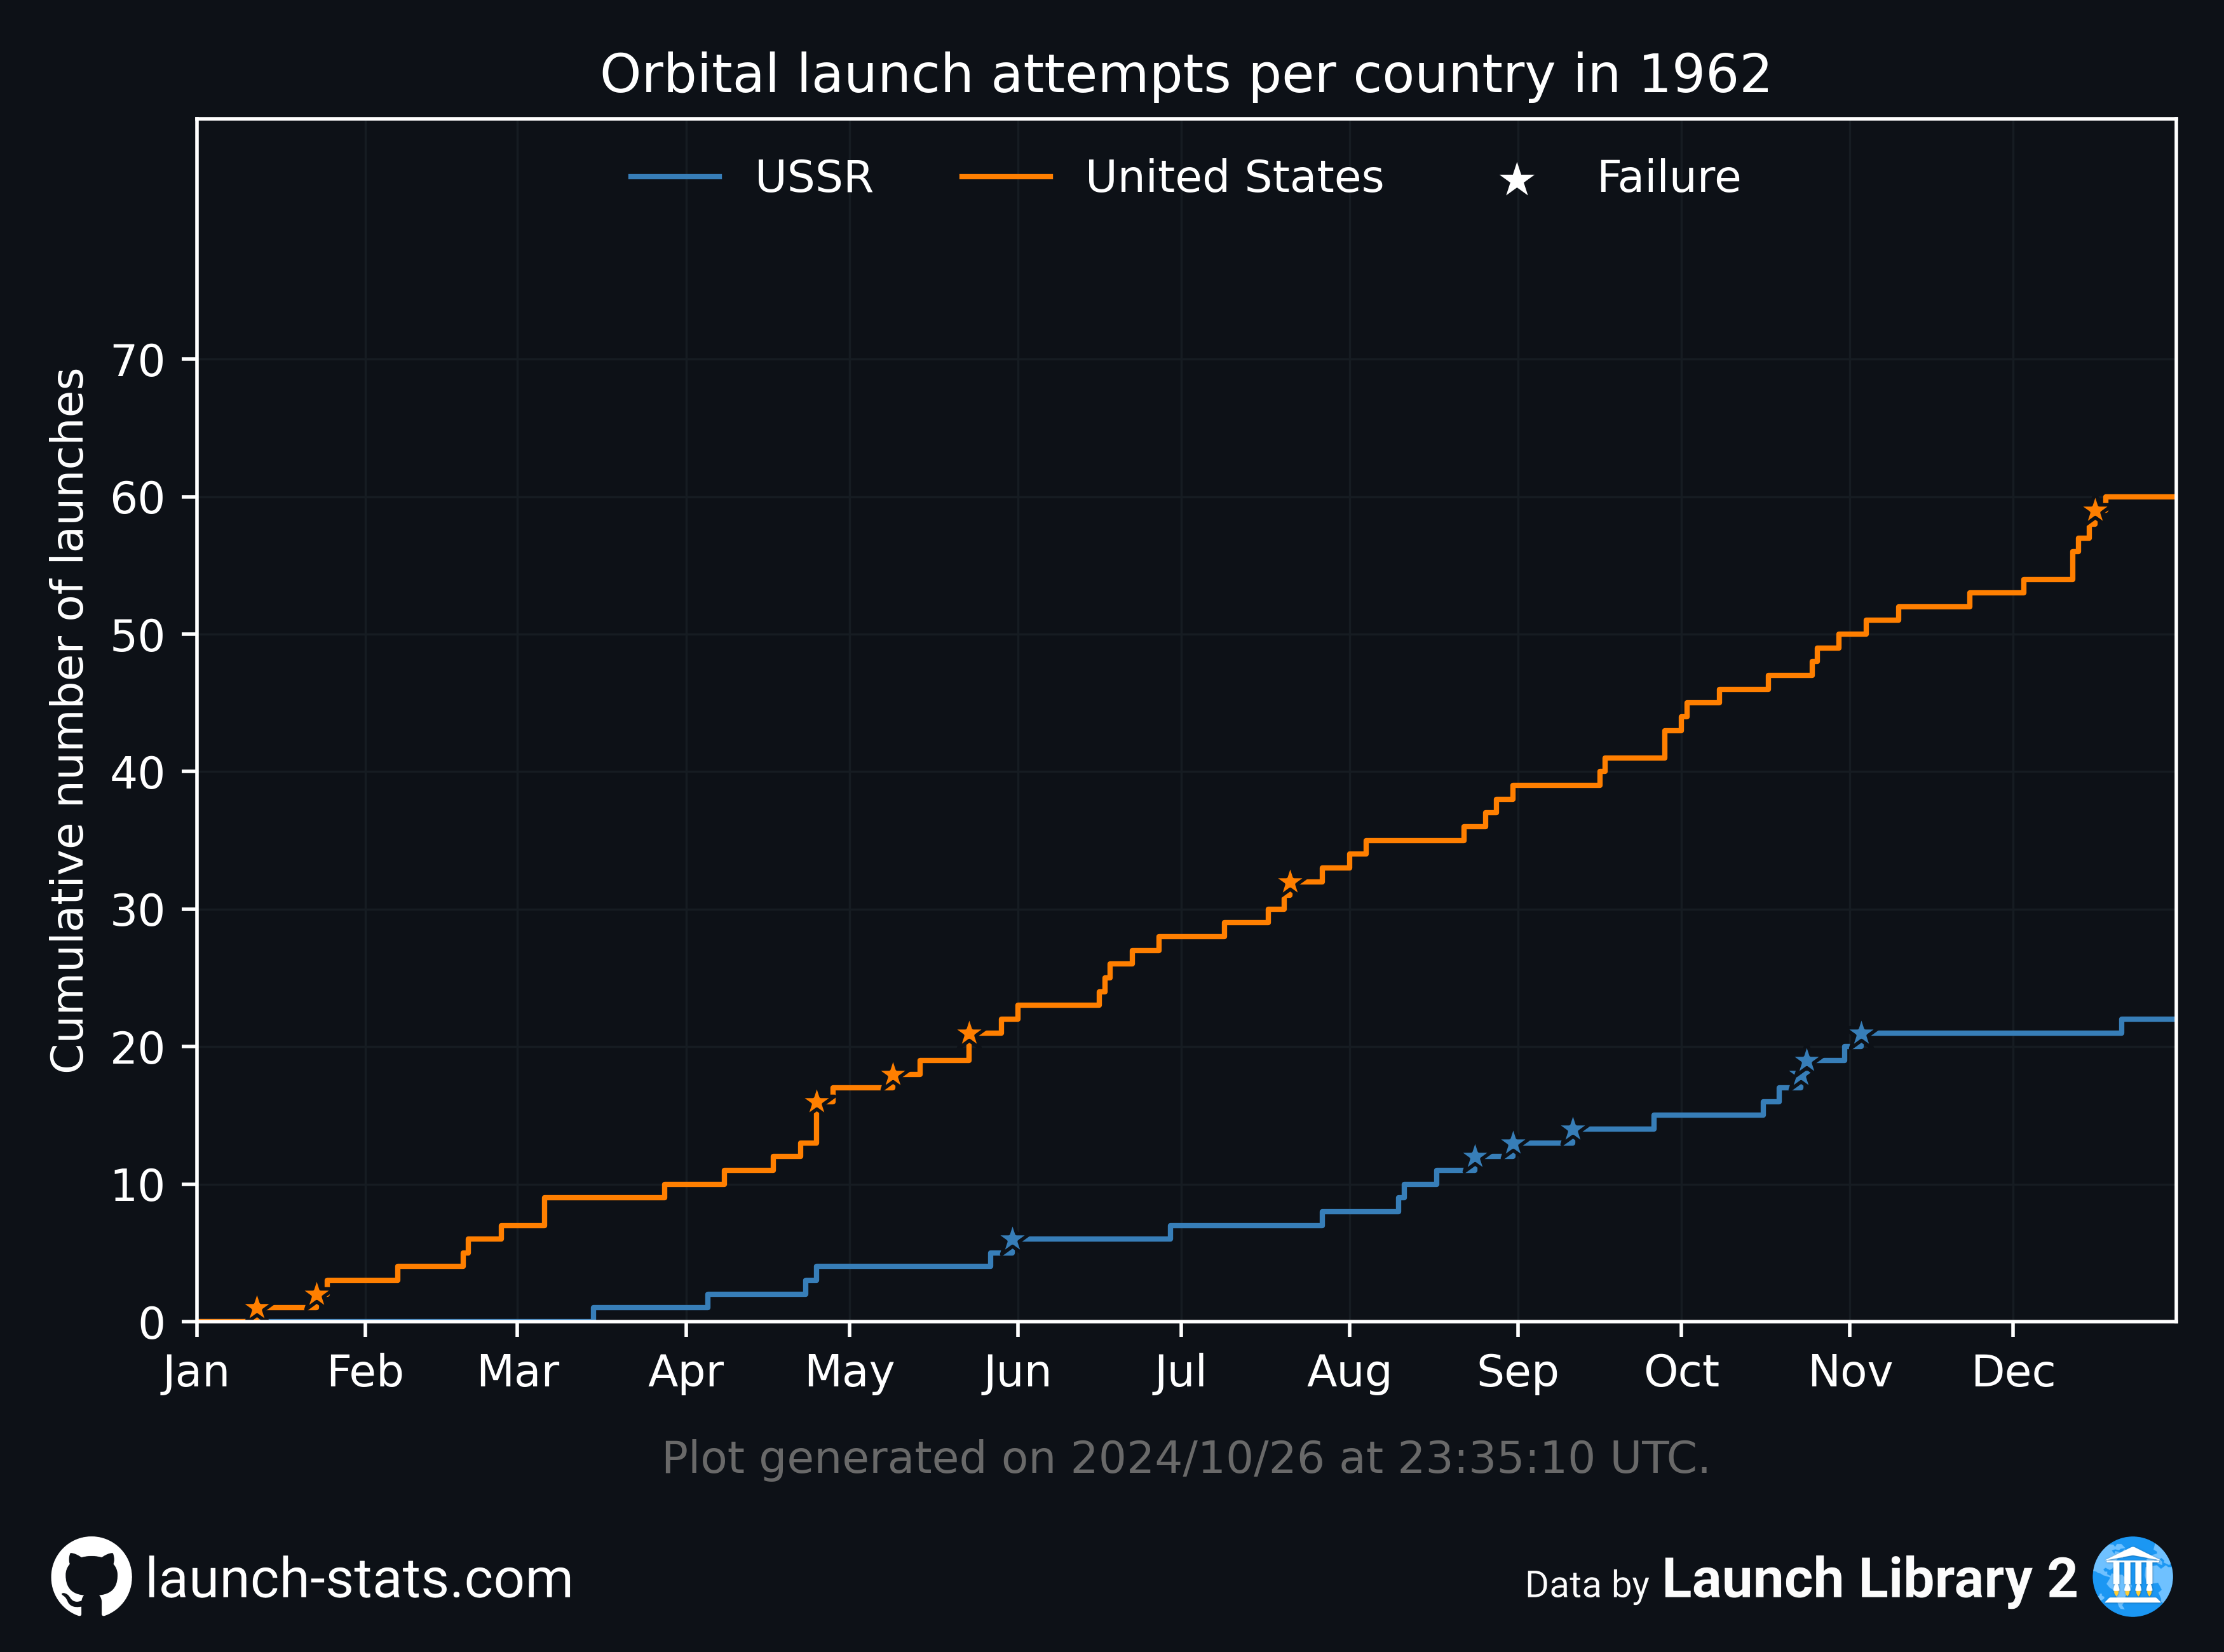 Orbital launch attempts per country in 1962
USSR United States Failure
Cumulative number of launches
70
60
50
40
30
20
10
0
Jan Feb Mar Apr May Jun Jul Aug Sep Oct Nov Dec
Plot generated on 2024/10/26 at 23:35:10 UTC.
launch-stats.com
Data by Launch Library 2